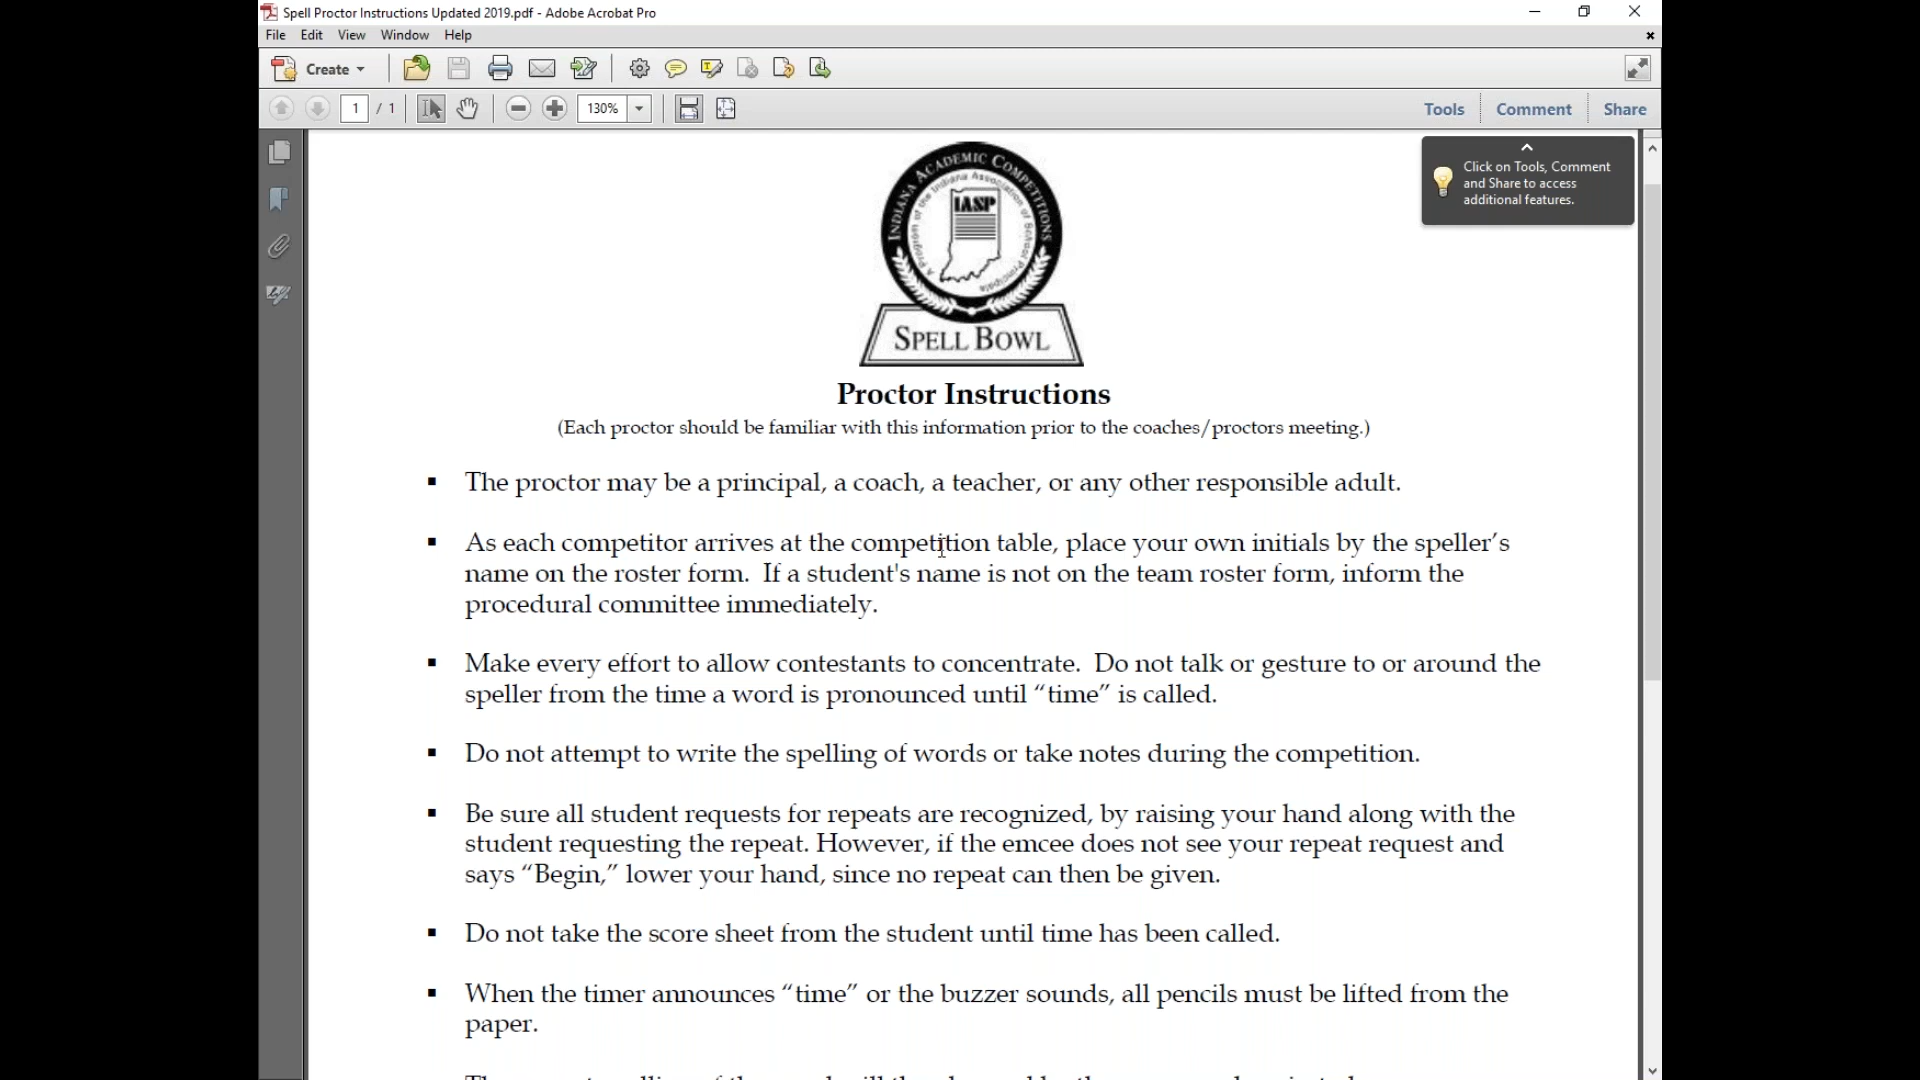 Spell Proctor Instructions Updated 2019.pdf - Adobe Acrobat Pro
File Edit View Window Help
Create
1 / 1 130% Tools Comment Share
Click on Tools, Comment
and Share to access
additional features.
INDIANA ACADEMIC COMPETITIONS
A Program of the Indiana Association of School Principals
IASP
SPELL BOWL
Proctor Instructions
(Each proctor should be familiar with this information prior to the coaches/proctors meeting.)
▪ The proctor may be a principal, a coach, a teacher, or any other responsible adult.
▪ As each competitor arrives at the competition table, place your own initials by the speller’s
name on the roster form.  If a student's name is not on the team roster form, inform the
procedural committee immediately.
▪ Make every effort to allow contestants to concentrate.  Do not talk or gesture to or around the
speller from the time a word is pronounced until “time” is called.
▪ Do not attempt to write the spelling of words or take notes during the competition.
▪ Be sure all student requests for repeats are recognized, by raising your hand along with the
student requesting the repeat. However, if the emcee does not see your repeat request and
says “Begin,” lower your hand, since no repeat can then be given.
▪ Do not take the score sheet from the student until time has been called.
▪ When the timer announces “time” or the buzzer sounds, all pencils must be lifted from the
paper.